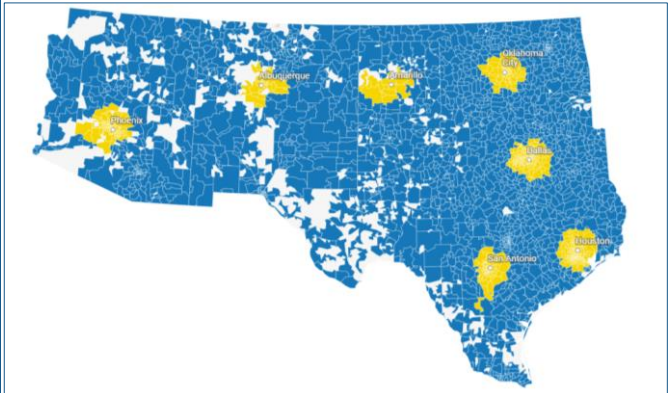 Oklahoma
City
Albuquerque
Amarillo
Phoenix
Dallas
Houston
San Antonio